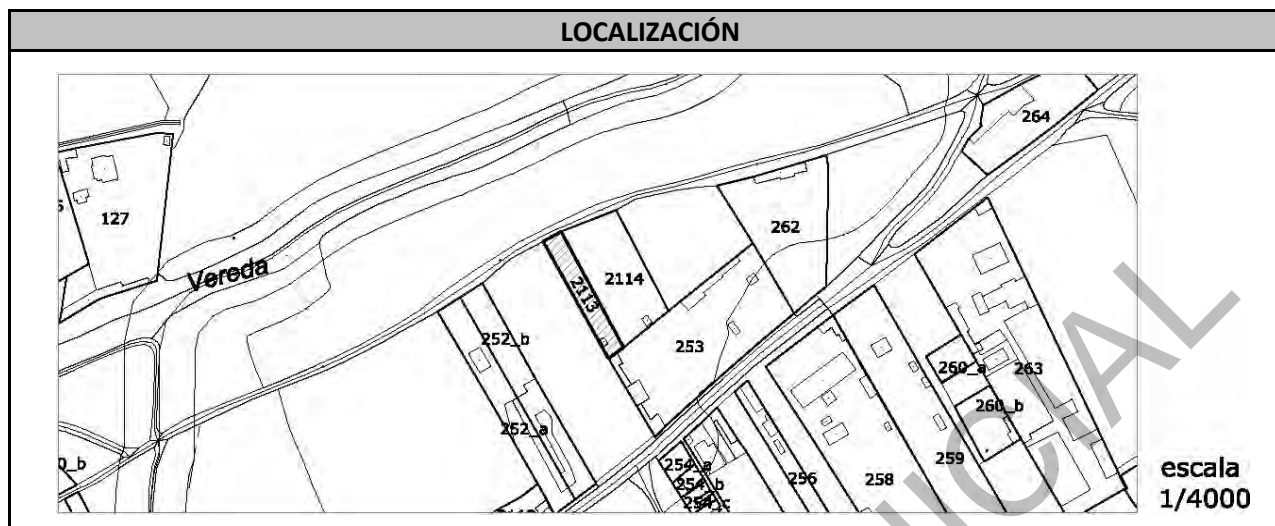 LOCALIZACIÓN
264
127
262
Vereda
2114
2113
252_b
253
260_a
263
260_b
252_a
259
254_a
256
258
254_b
0_b
escala
1/4000